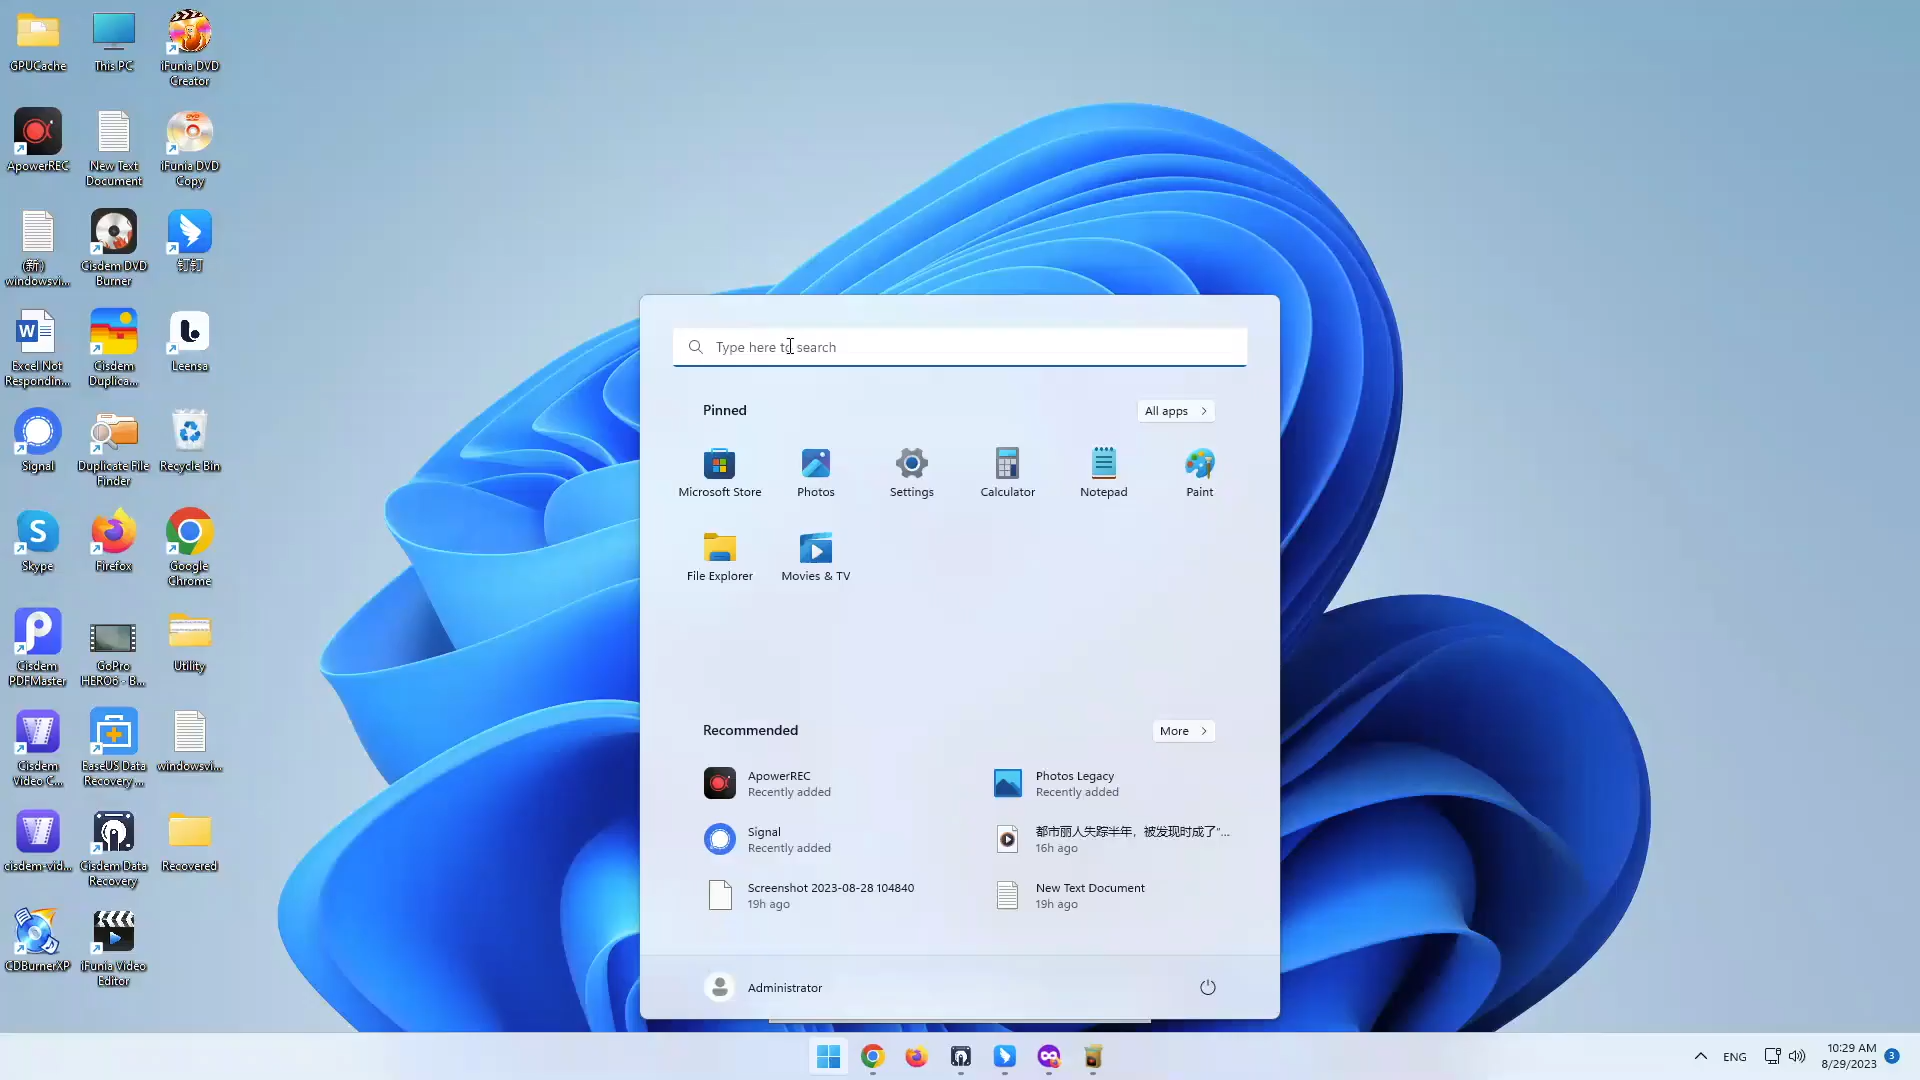 GPUCache
This PC
iFunia DVD
Creator
ApowerREC
New Text
Document
iFunia DVD
Copy
(新)
windowsvi...
Cisdem DVD
Burner
钉钉
Excel Not
Respondin...
Cisdem
Duplica...
Leensa
Signal
Duplicate File
Finder
Recycle Bin
Skype
Firefox
Google
Chrome
Cisdem
PDFMaster
GoPro
HERO6 - B...
Utility
Cisdem
Video C...
EaseUS Data
Recovery ...
windowsvi...
cisdem-vid...
Cisdem Data
Recovery
Recovered
CDBurnerXP
iFunia Video
Editor
Type here to search
Pinned
All apps
Microsoft Store
Photos
Settings
Calculator
Notepad
Paint
File Explorer
Movies & TV
Recommended
More
ApowerREC
Recently added
Photos Legacy
Recently added
Signal
Recently added
都市丽人失踪半年，被发现时成了“...
16h ago
Screenshot 2023-08-28 104840
19h ago
New Text Document
19h ago
Administrator
ENG
10:29 AM
8/29/2023
3